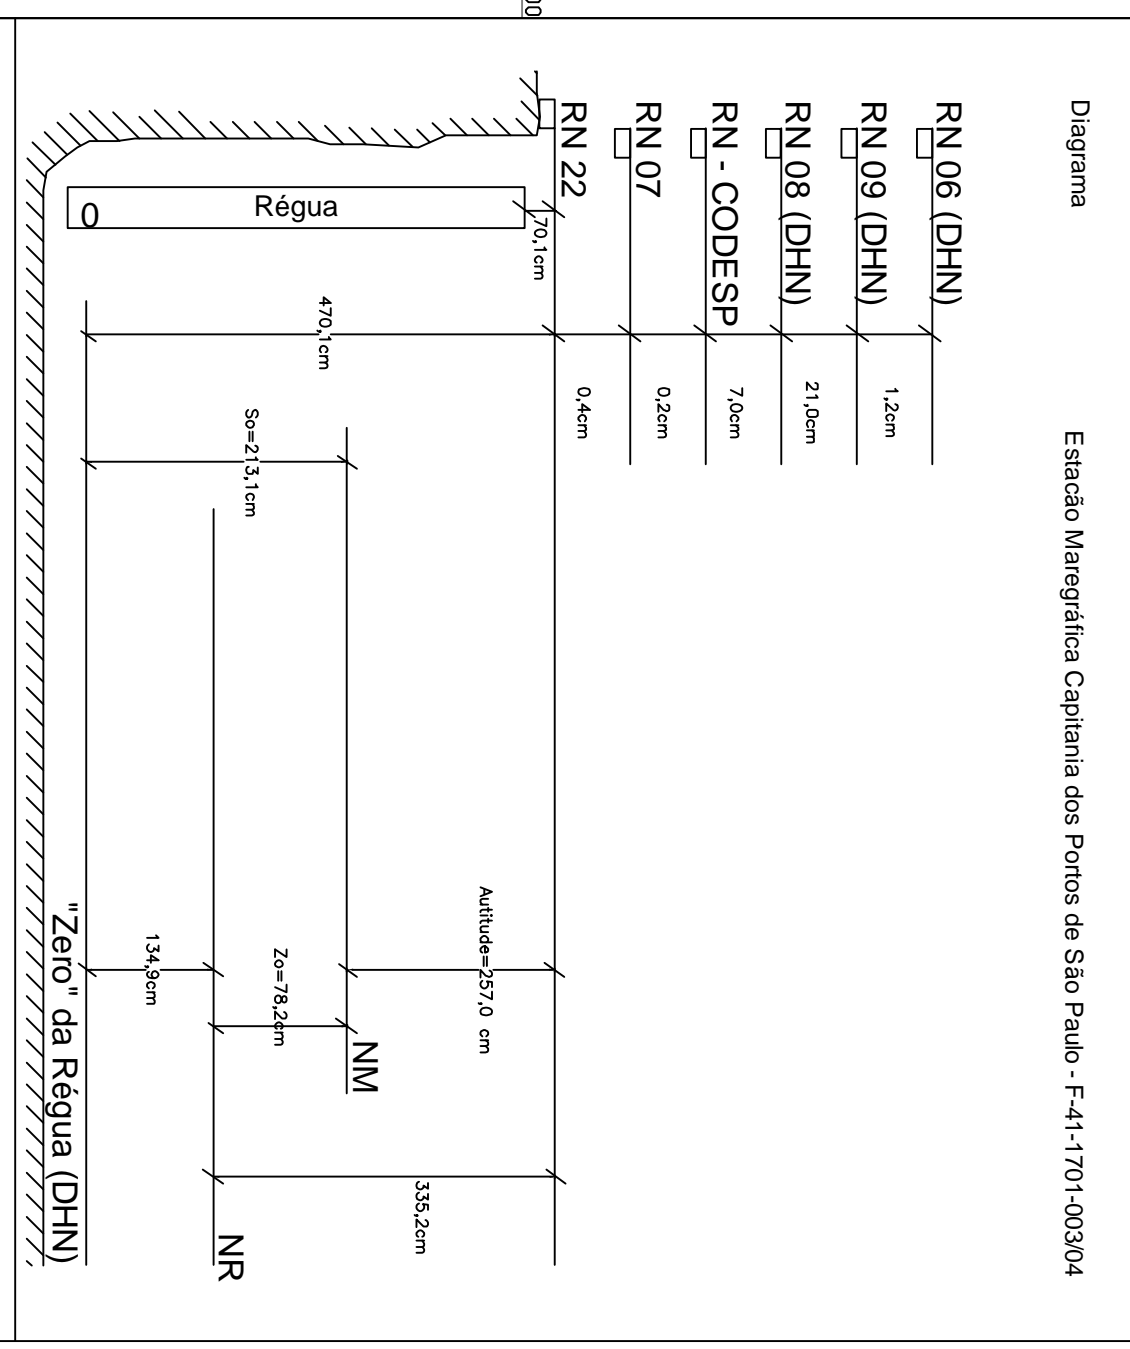 00
Diagrama
Estacão Maregráfica Capitania dos Portos de São Paulo - F-41-1701-003/04
RN 06 (DHN)
1,2cm
RN 09 (DHN)
21,0cm
RN 08 (DHN)
7,0cm
RN - CODESP
0,2cm
RN 07
0,4cm
RN 22
70,1cm
Régua
0
470,1cm
So=213,1cm
Autitude=257,0 cm
335,2cm
NM
Zo=78,2cm
NR
134,9cm
"Zero" da Régua (DHN)